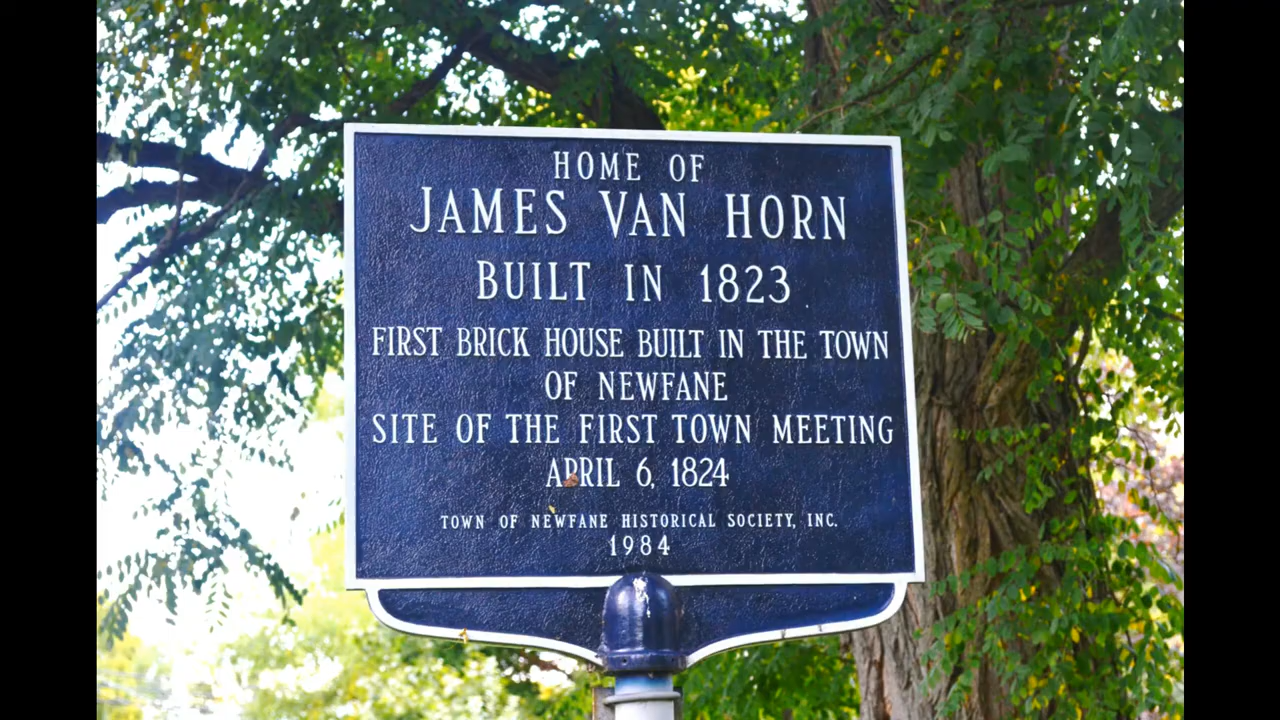 HOME OF
JAMES VAN HORN
BUILT IN 1823
FIRST BRICK HOUSE BUILT IN THE TOWN
OF NEWFANE
SITE OF THE FIRST TOWN MEETING
APRIL 6, 1824
TOWN OF NEWFANE HISTORICAL SOCIETY, INC.
1984